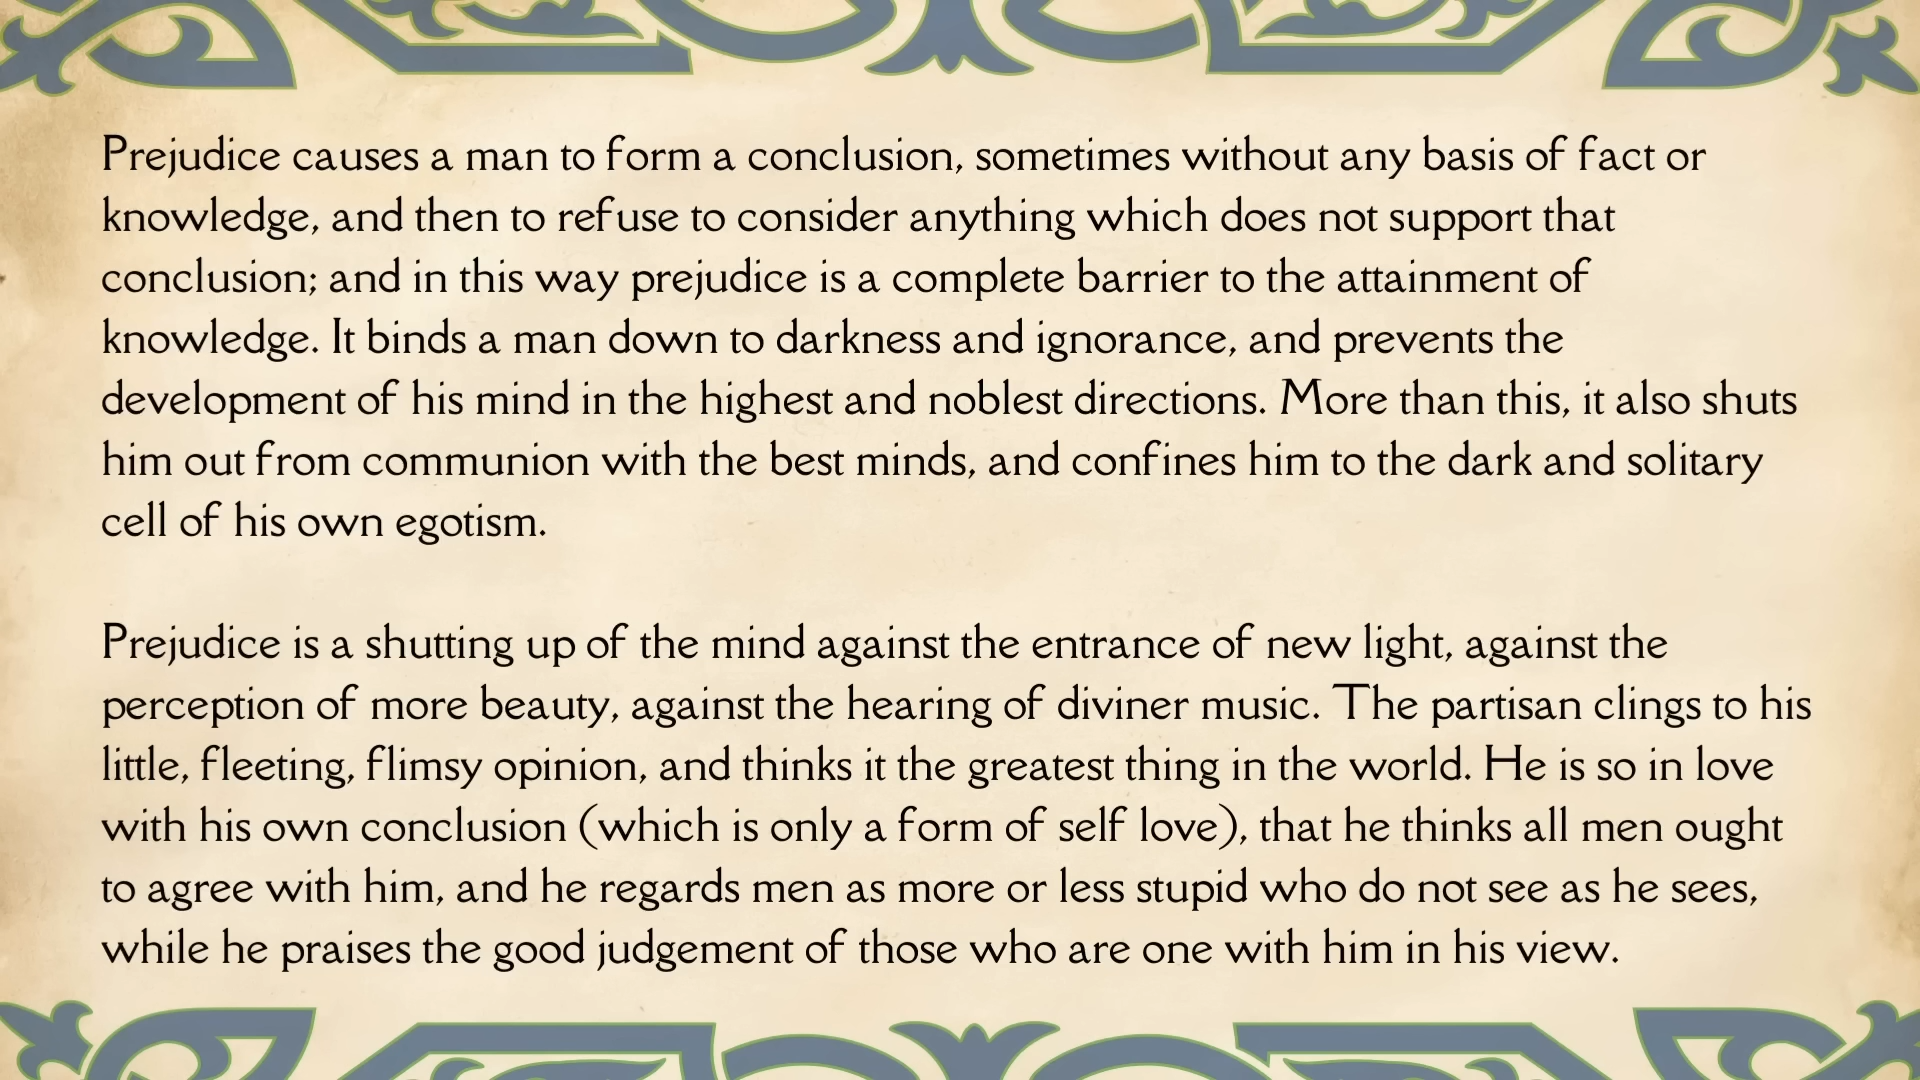 Prejudice causes a man to form a conclusion, sometimes without any basis of fact or
knowledge, and then to refuse to consider anything which does not support that
conclusion; and in this way prejudice is a complete barrier to the attainment of
knowledge. It binds a man down to darkness and ignorance, and prevents the
development of his mind in the highest and noblest directions. More than this, it also shuts
him out from communion with the best minds, and confines him to the dark and solitary
cell of his own egotism.
Prejudice is a shutting up of the mind against the entrance of new light, against the
perception of more beauty, against the hearing of diviner music. The partisan clings to his
little, fleeting, flimsy opinion, and thinks it the greatest thing in the world. He is so in love
with his own conclusion (which is only a form of self love), that he thinks all men ought
to agree with him, and he regards men as more or less stupid who do not see as he sees,
while he praises the good judgement of those who are one with him in his view.